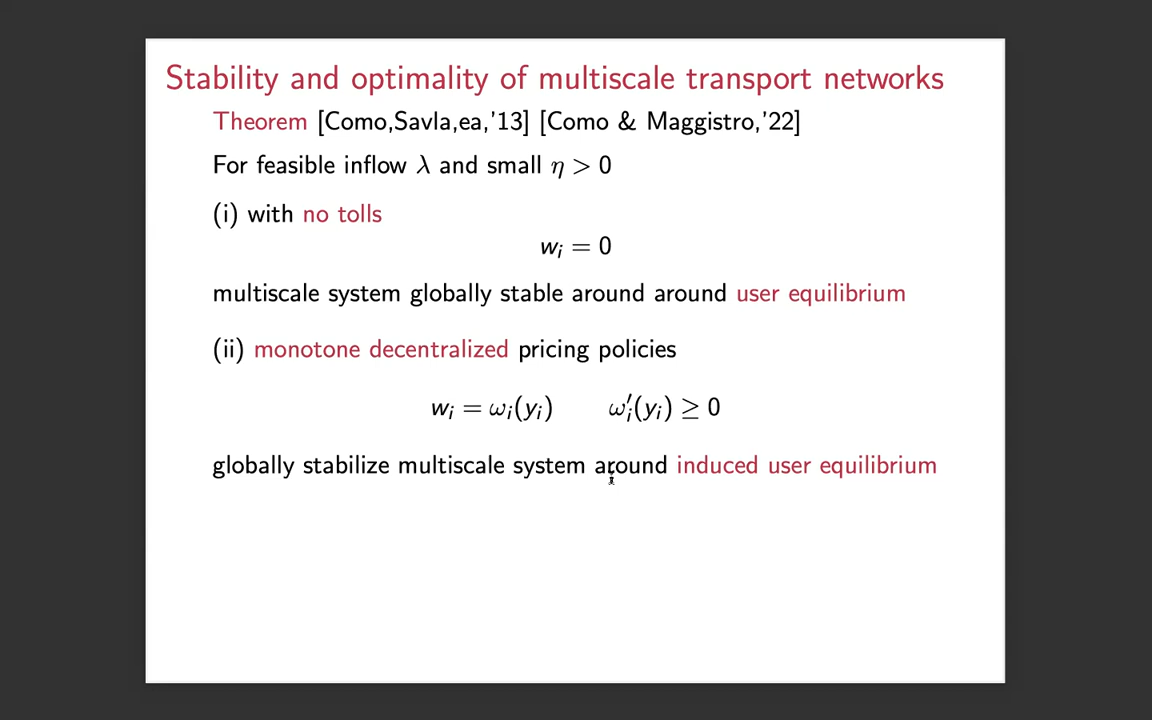 Stability and optimality of multiscale transport networks
Theorem [Como,Savla,ea,'13] [Como & Maggistro,'22]
For feasible inflow λ and small η > 0
(i) with no tolls
wᵢ = 0
multiscale system globally stable around around user equilibrium
(ii) monotone decentralized pricing policies
wᵢ = ωᵢ(yᵢ) ω′ᵢ(yᵢ) ≥ 0
globally stabilize multiscale system around induced user equilibrium